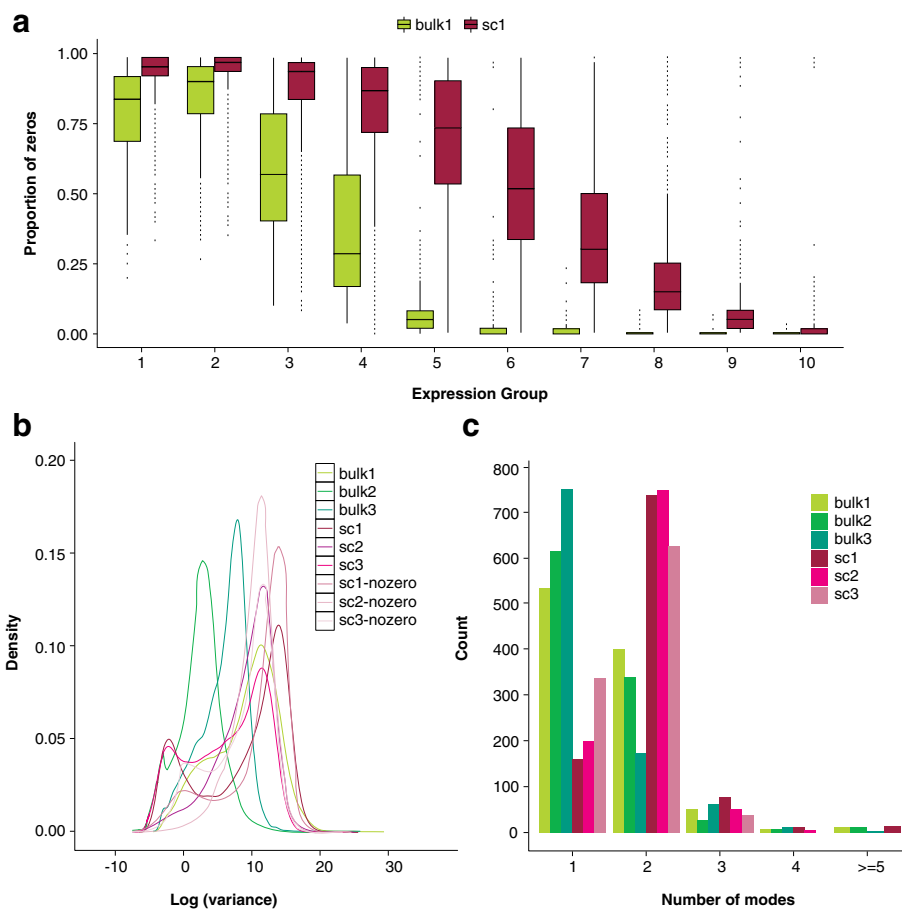 a
bulk1 sc1
Proportion of zeros
1.00
0.75
0.50
0.25
0.00
1 2 3 4 5 6 7 8 9 10
Expression Group
b
Density
0.20
0.15
0.10
0.05
0.00
bulk1
bulk2
bulk3
sc1
sc2
sc3
sc1-nozero
sc2-nozero
sc3-nozero
-10 0 10 20 30
Log (variance)
c
Count
800
700
600
500
400
300
200
100
0
bulk1
bulk2
bulk3
sc1
sc2
sc3
1 2 3 4 >=5
Number of modes